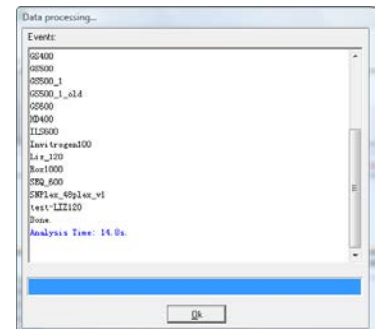 Data processing...
Events:
GS400
GS500
GS500_1
GS500_1_old
GS600
HD400
ILS600
Invitrogen100
Liz_120
Rox1000
SEQ_600
SNPlex_48plex_v1
test-LIZ120
Done.
Analysis Time: 14.0s.
Ok